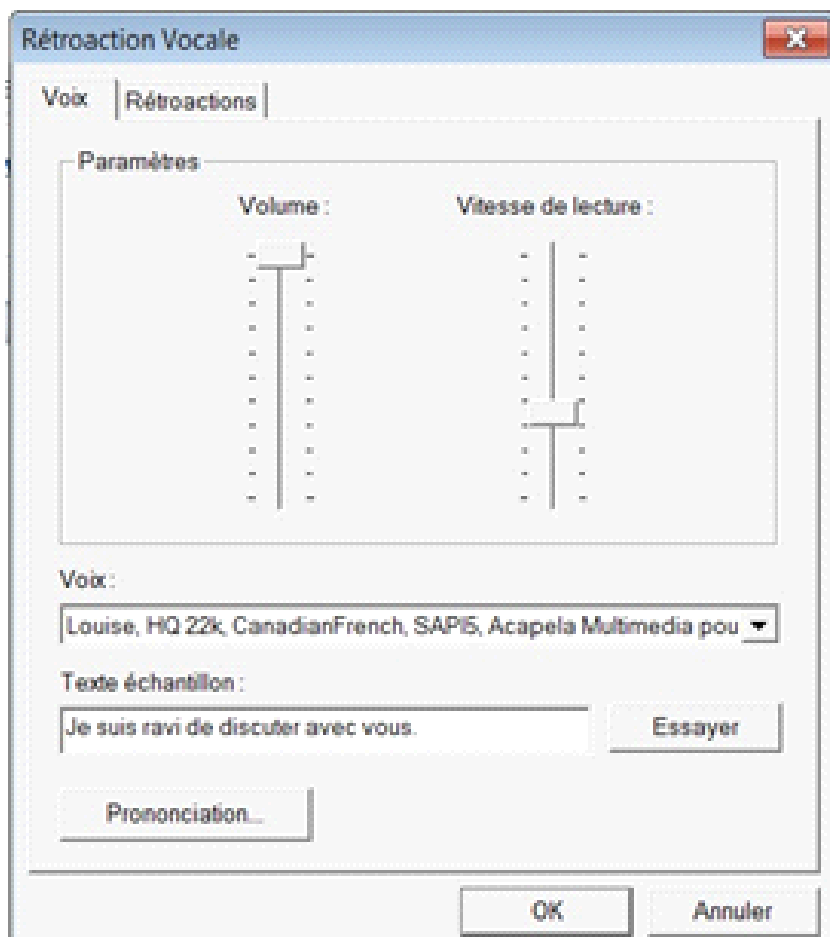 Rétroaction Vocale
Voix Rétroactions
Paramètres
Volume : Vitesse de lecture :
Voix :
Louise, HQ 22k, CanadianFrench, SAPI5, Acapela Multimedia pou
Texte échantillon :
Je suis ravi de discuter avec vous. Essayer
Prononciation...
OK Annuler